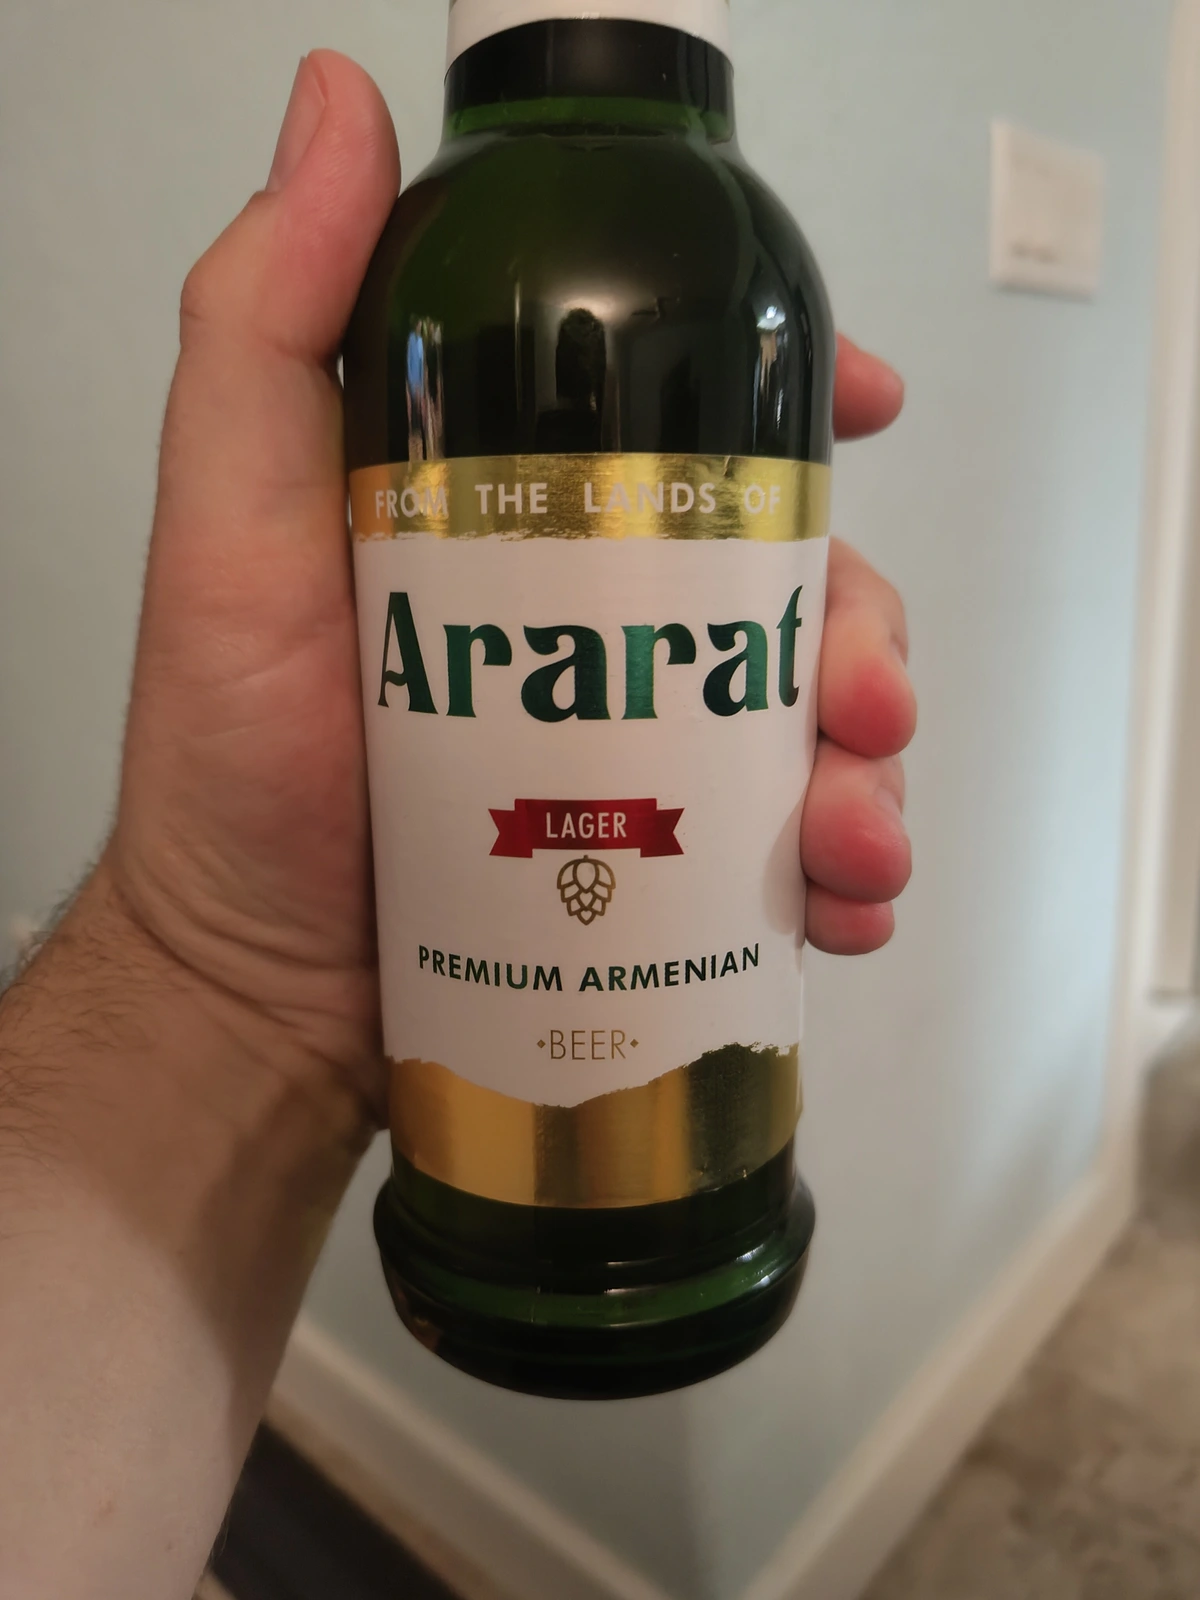 FROM THE LANDS OF
Ararat
LAGER
PREMIUM ARMENIAN
·BEER·